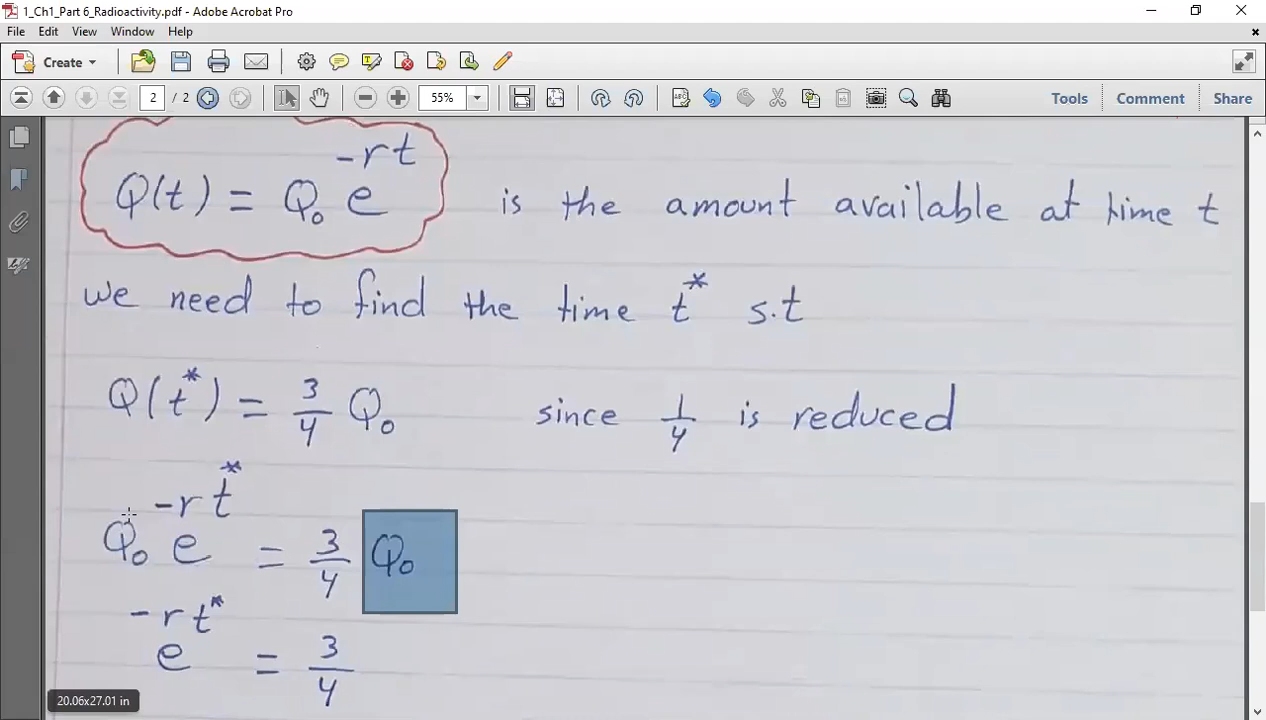 1_Ch1_Part 6_Radioactivity.pdf - Adobe Acrobat Pro
File Edit View Window Help
Create
2 / 2 55% Tools Comment Share
Q(t) = Q₀ e^{-rt} is the amount available at time t
we need to find the time t* s.t
Q(t*) = 3/4 Q₀ since 1/4 is reduced
Q₀ e^{-rt*} = 3/4 Q₀
e^{-rt*} = 3/4
20.06x27.01 in